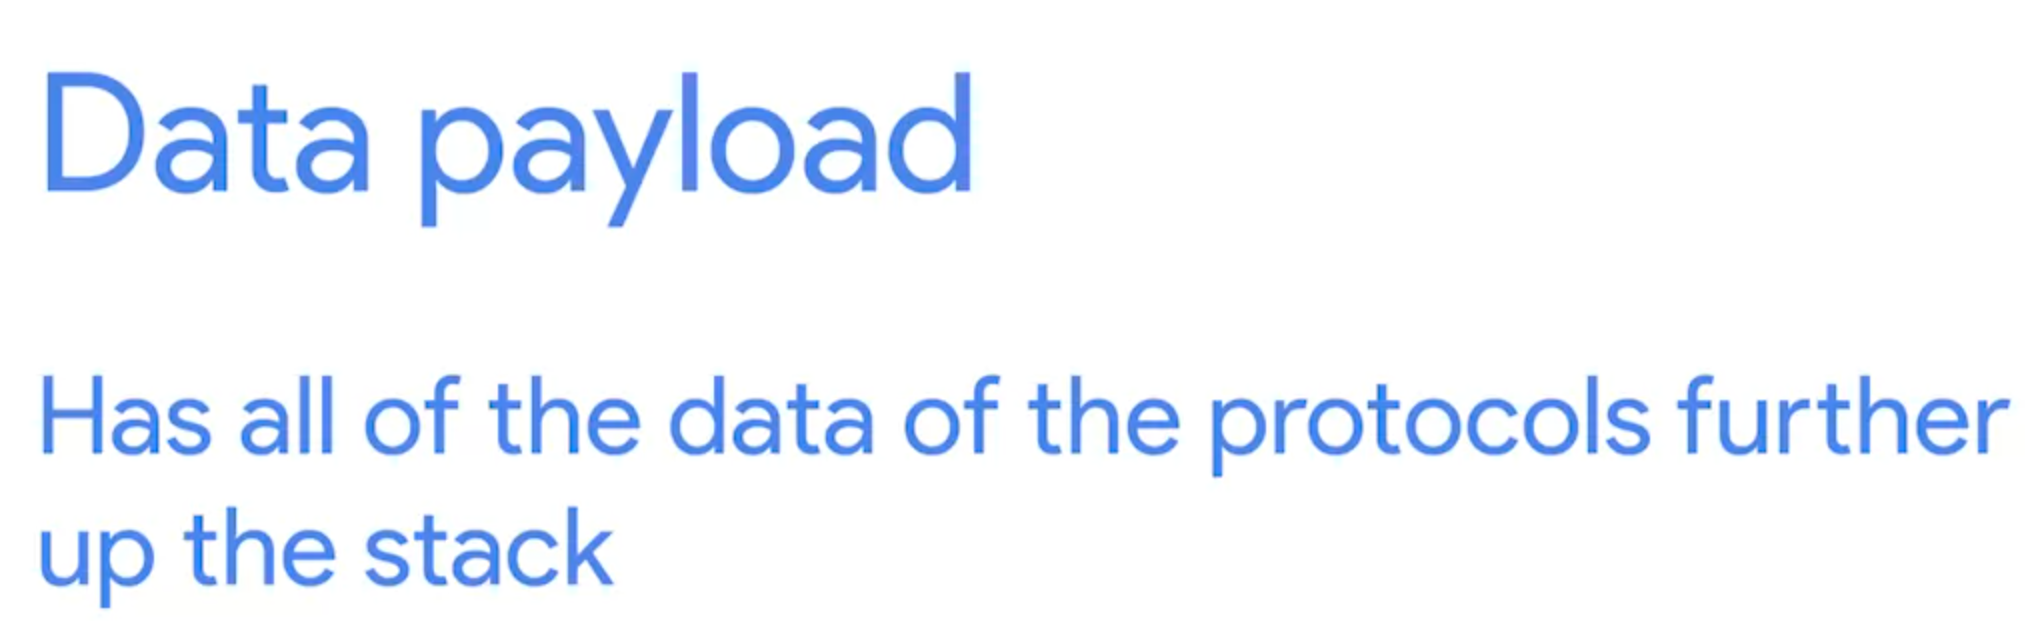 Data payload
Has all of the data of the protocols further
up the stack